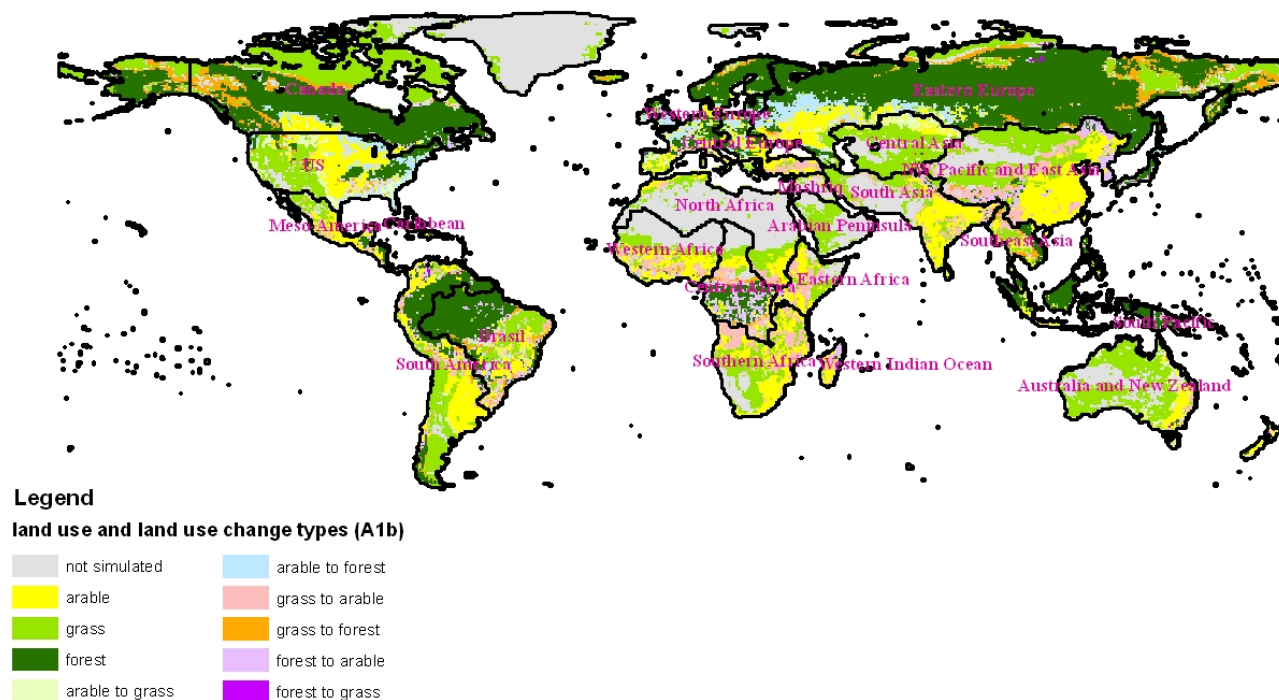 Canada
Eastern Europe
Western Europe
Central Europe
Central Asia
US
NW Pacific and East Asia
Mashriq
South Asia
North Africa
Meso America
Caribbean
Arabian Peninsula
Southeast Asia
Western Africa
Eastern Africa
Central Africa
South Pacific
Brasil
South America
Southern Africa
Western Indian Ocean
Australia and New Zealand
Legend
land use and land use change types (A1b)
not simulated
arable
grass
forest
arable to grass
arable to forest
grass to arable
grass to forest
forest to arable
forest to grass